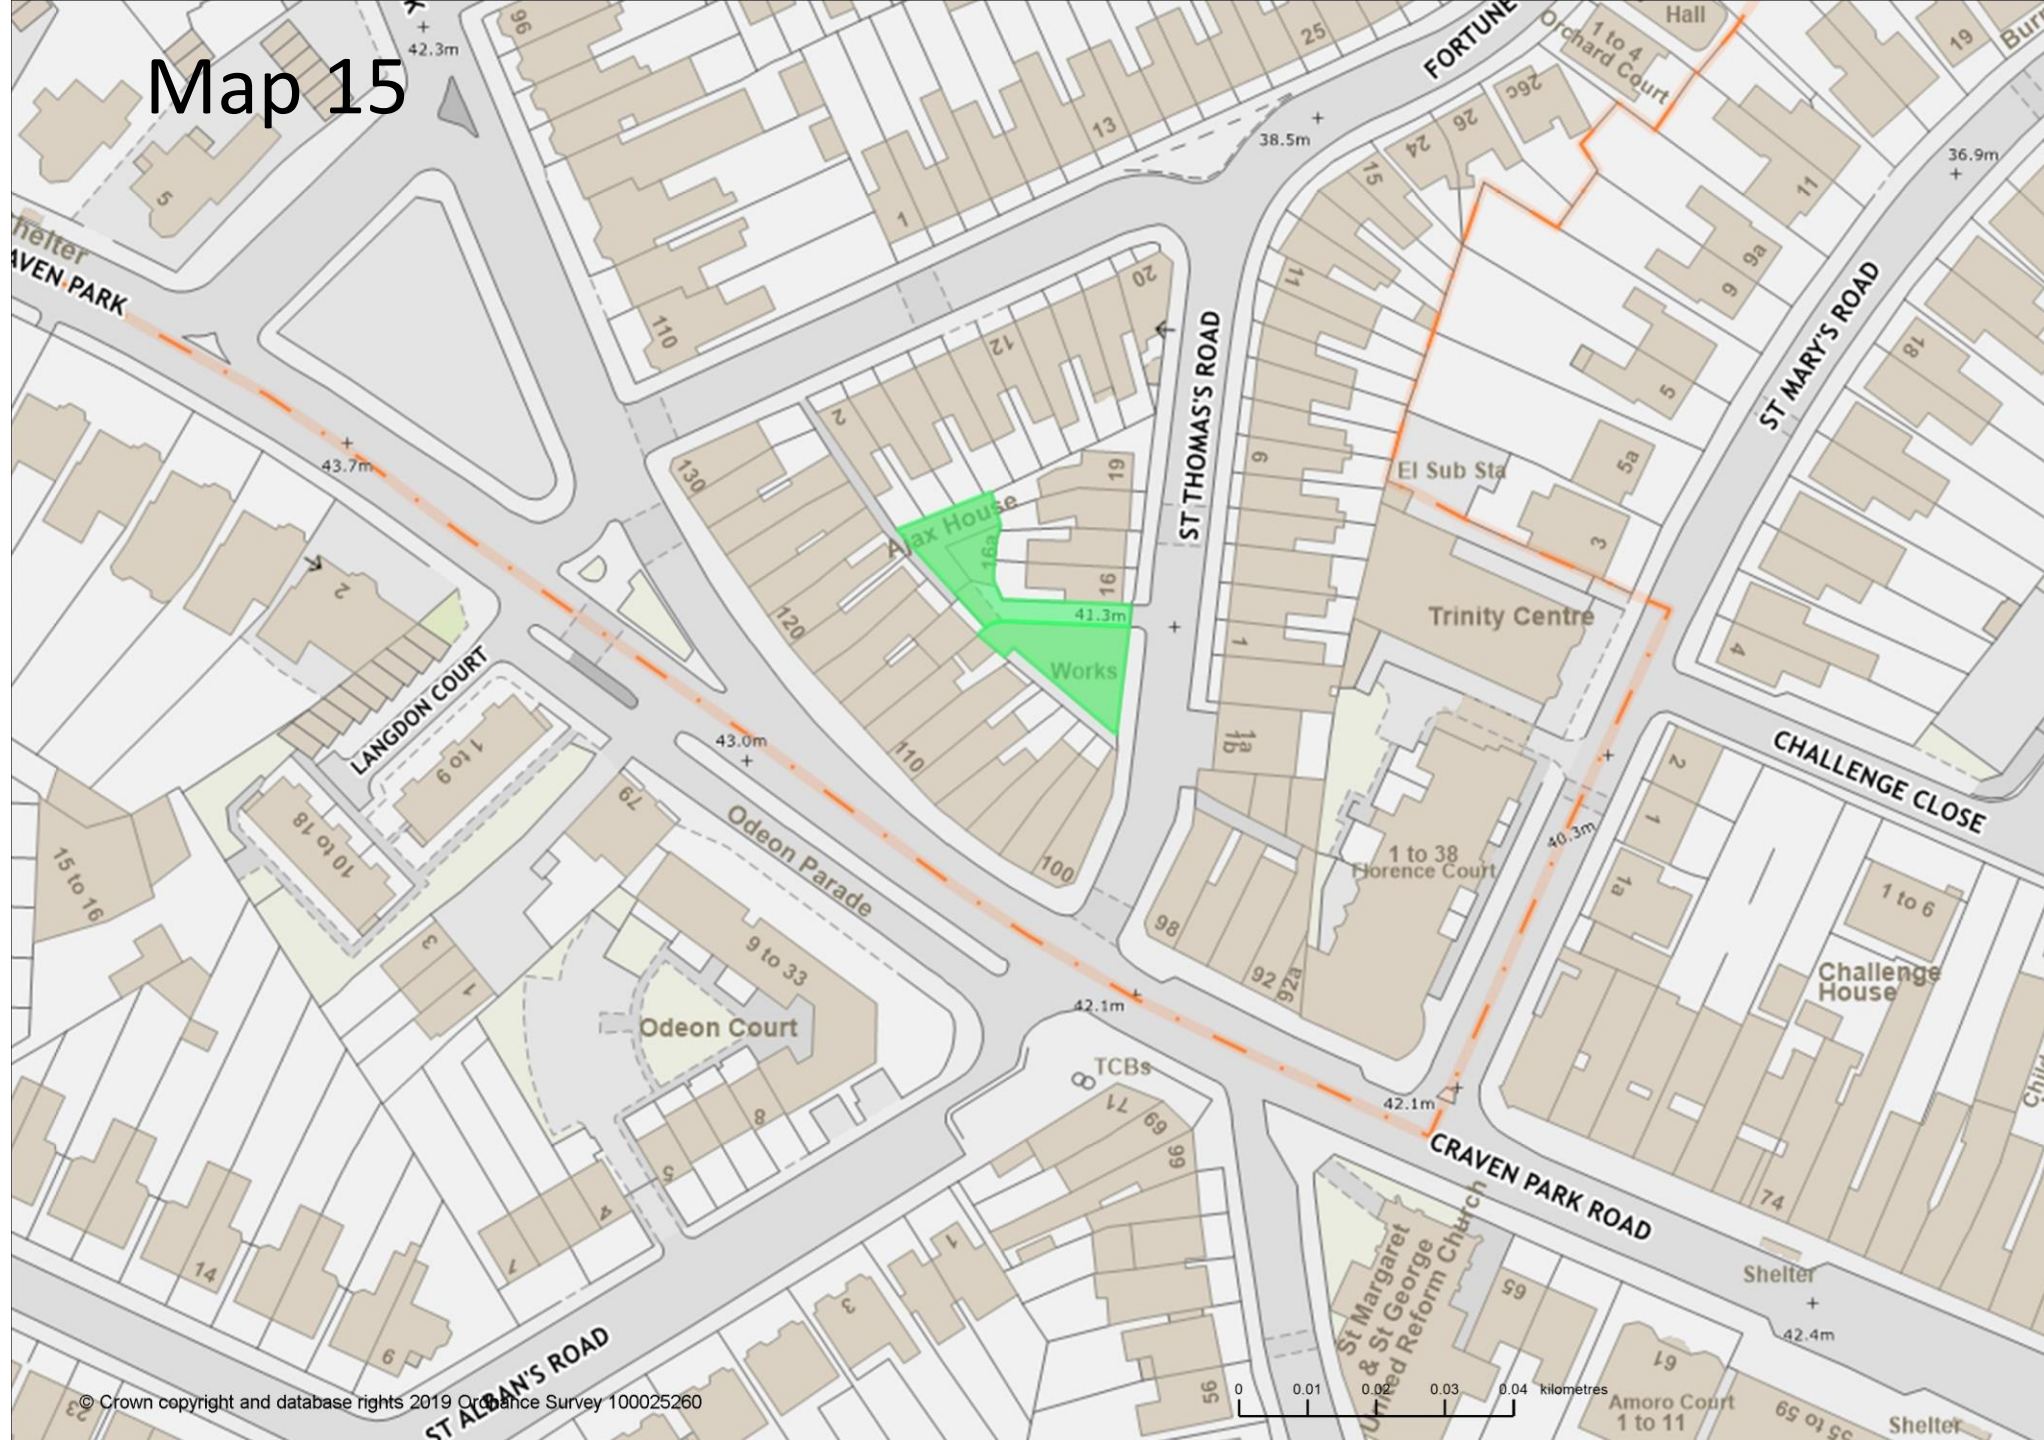 Map 15
96
42.3m
25
FORTUNE
Orchard Court
1 to 4
Hall
19
5
13
38.5m
26c
26
24
15
36.9m
11
1
helter
AVEN PARK
110
20
11
9a
9
12
ST THOMAS'S ROAD
ST MARY'S ROAD
18
5
2
43.7m
130
19
9
El Sub Sta
5a
Ajax House
16a
16
3
2
120
41.3m
Trinity Centre
1
4
Works
LANGDON COURT
43.0m
110
1a
1b
CHALLENGE CLOSE
2
1
1 to 9
79
10 to 18
Odeon Parade
40.3m
15 to 16
100
1 to 38
Florence Court
1a
1 to 6
98
3
1
9 to 33
92
92a
Challenge
House
Odeon Court
42.1m
TCBs
42.1m
8
71
69
66
5
CRAVEN PARK ROAD
4
7
74
14
1
3
9
St Margaret
& St George
United Reform Church
65
Shelter
42.4m
ST ALBAN'S ROAD
61
56
Amoro Court
1 to 11
Shelter
23
© Crown copyright and database rights 2019 Ordnance Survey 100025260
0 0.01 0.02 0.03 0.04 kilometres